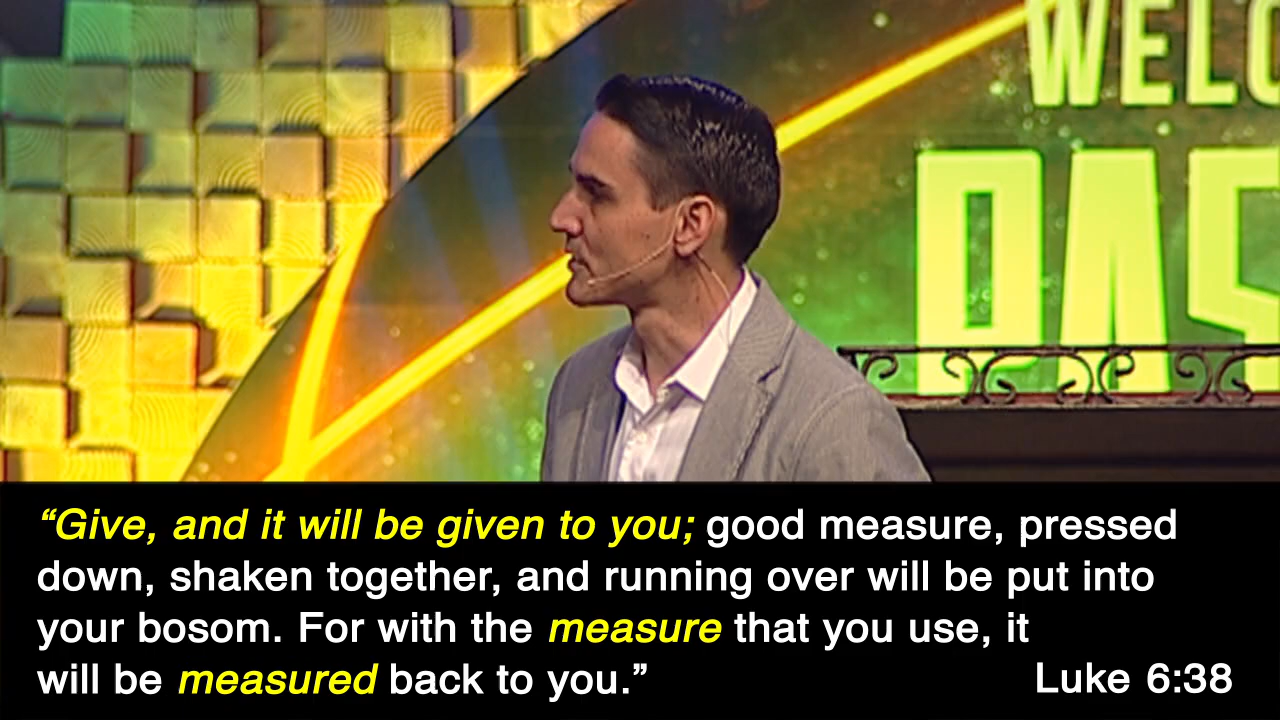 WELC
PAS
“Give, and it will be given to you; good measure, pressed
down, shaken together, and running over will be put into
your bosom. For with the measure that you use, it
will be measured back to you.”
Luke 6:38